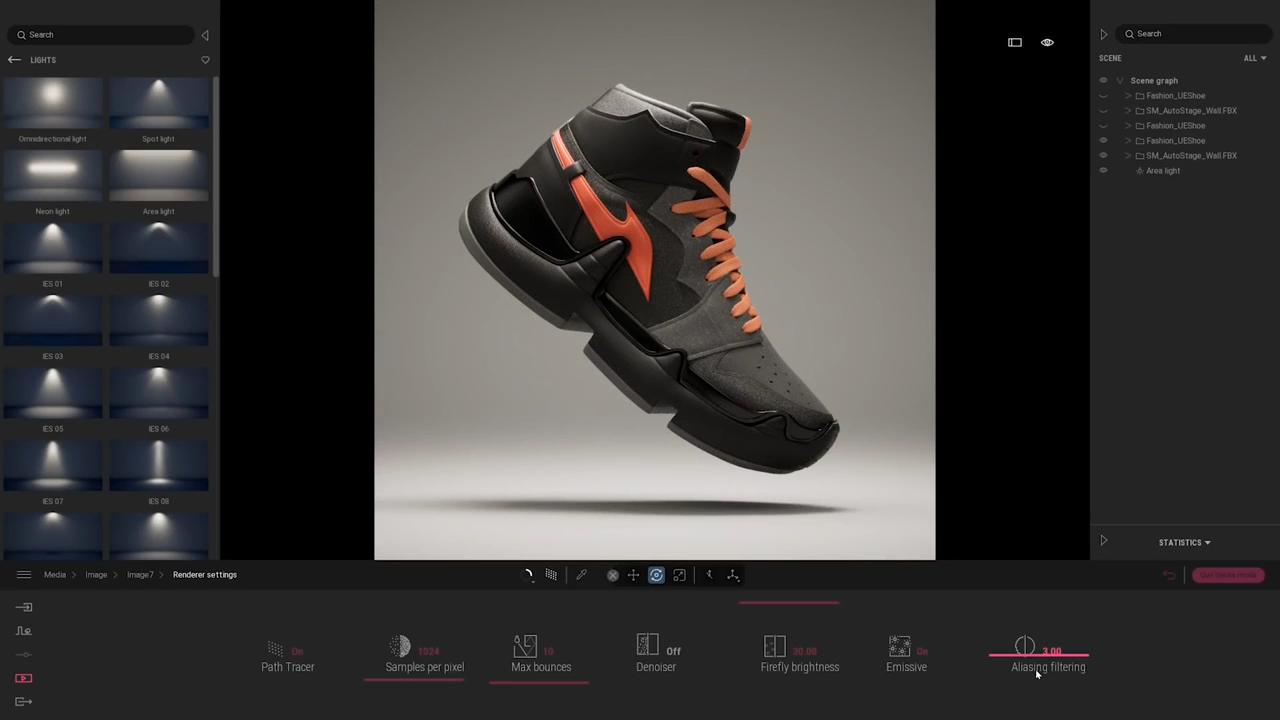 Search
LIGHTS
Omnidirectional light
Spot light
Neon light
Area light
IES 01
IES 02
IES 03
IES 04
IES 05
IES 06
IES 07
IES 08
Search
SCENE
ALL
Scene graph
Fashion_UEShoe
SM_AutoStage_Wall.FBX
Fashion_UEShoe
Fashion_UEShoe
SM_AutoStage_Wall.FBX
Area light
STATISTICS
Media
Image
Image7
Renderer settings
Quit media mode
On
Path Tracer
1024
Samples per pixel
10
Max bounces
Off
Denoiser
30.00
Firefly brightness
On
Emissive
3.00
Aliasing filtering